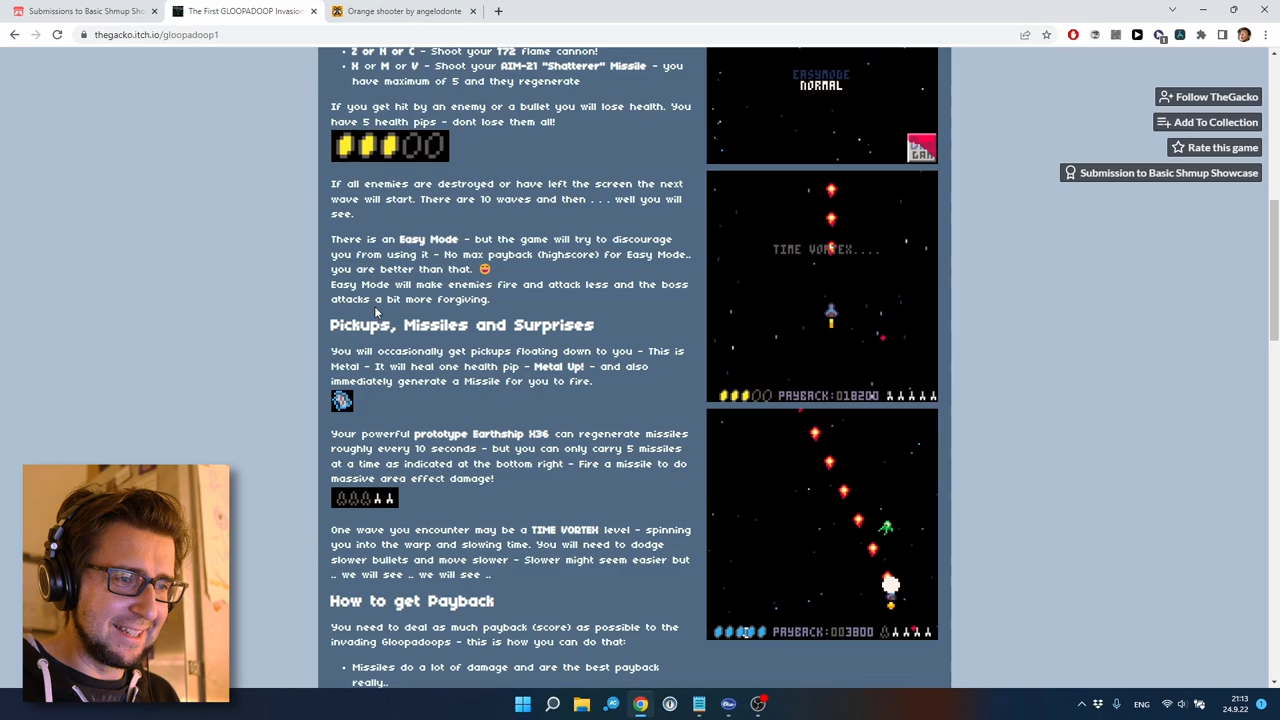 Submissions to Basic Shmup Sho
The First GLOOPADOOP Invasion
Orange shooter by angelodonte
thegacko.itch.io/gloopadoop1
Z or N or C - Shoot your T72 flame cannon!
X or M or V - Shoot your AIM-21 "Shatterer" Missile - you
have maximum of 5 and they regenerate
If you get hit by an enemy or a bullet you will lose health. You
have 5 health pips - dont lose them all!
If all enemies are destroyed or have left the screen the next
wave will start. There are 10 waves and then . . . well you will
see.
There is an Easy Mode - but the game will try to discourage
you from using it - No max payback (highscore) for Easy Mode..
you are better than that.
Easy Mode will make enemies fire and attack less and the boss
attacks a bit more forgiving.
Pickups, Missiles and Surprises
You will occasionally get pickups floating down to you - This is
Metal - It will heal one health pip - Metal Up! - and also
immediately generate a Missile for you to fire.
Your powerful prototype Earthship X36 can regenerate missiles
roughly every 10 seconds - but you can only carry 5 missiles
at a time as indicated at the bottom right - Fire a missile to do
massive area effect damage!
One wave you encounter may be a TIME VORTEX level - spinning
you into the warp and slowing time. You will need to dodge
slower bullets and move slower - Slower might seem easier but
.. we will see .. we will see ..
How to get Payback
You need to deal as much payback (score) as possible to the
invading Gloopadoops - this is how you can do that:
Missiles do a lot of damage and are the best payback
really..
EASYMODE
NORMAL
TIME VORTEX....
PAYBACK:018200
PAYBACK:003800
Follow TheGacko
Add To Collection
Rate this game
Submission to Basic Shmup Showcase
ENG
21:13
24.9.22